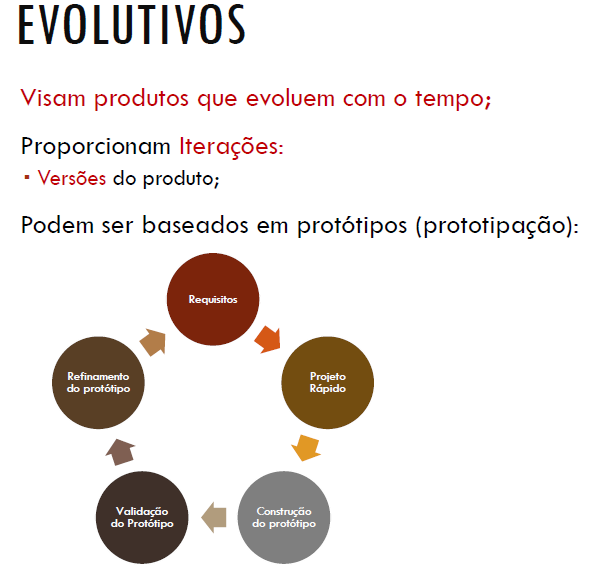 EVOLUTIVOS
Visam produtos que evoluem com o tempo;
Proporcionam Iterações:
▪ Versões do produto;
Podem ser baseados em protótipos (prototipação):
Requisitos
Projeto
Rápido
Construção
do protótipo
Validação
do Protótipo
Refinamento
do protótipo